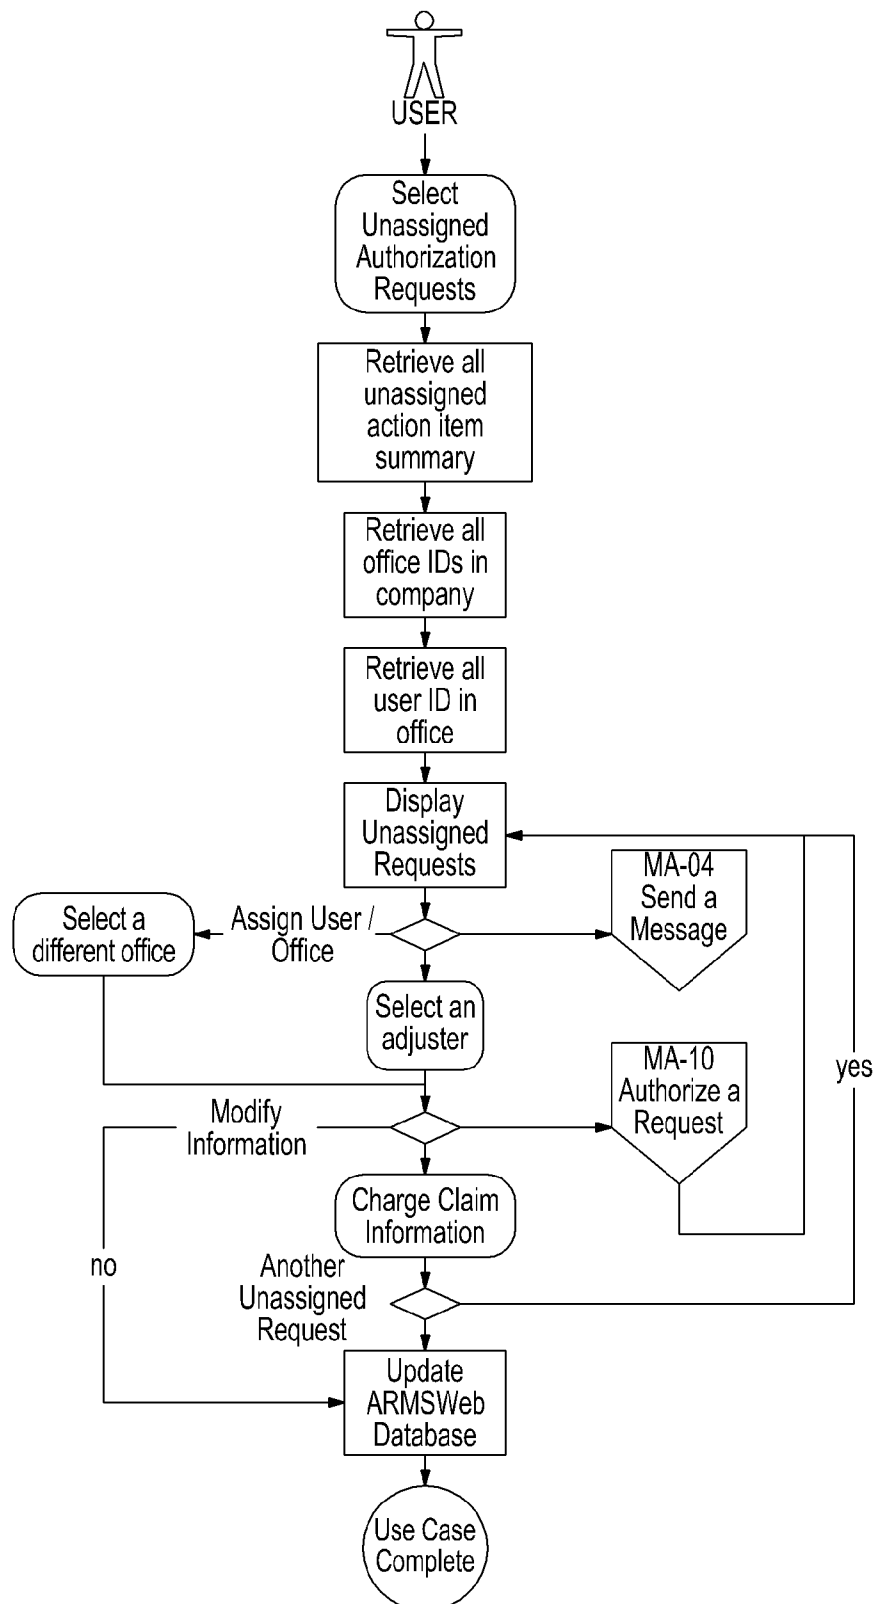 USER
Select
Unassigned
Authorization
Requests
Retrieve all
unassigned
action item
summary
Retrieve all
office IDs in
company
Retrieve all
user ID in
office
Display
Unassigned
Requests
MA-04
Send a
Message
Select a
different office
Assign User /
Office
Select an
adjuster
MA-10
Authorize a
Request
yes
Modify
Information
Charge Claim
Information
no
Another
Unassigned
Request
Update
ARMSWeb
Database
Use Case
Complete